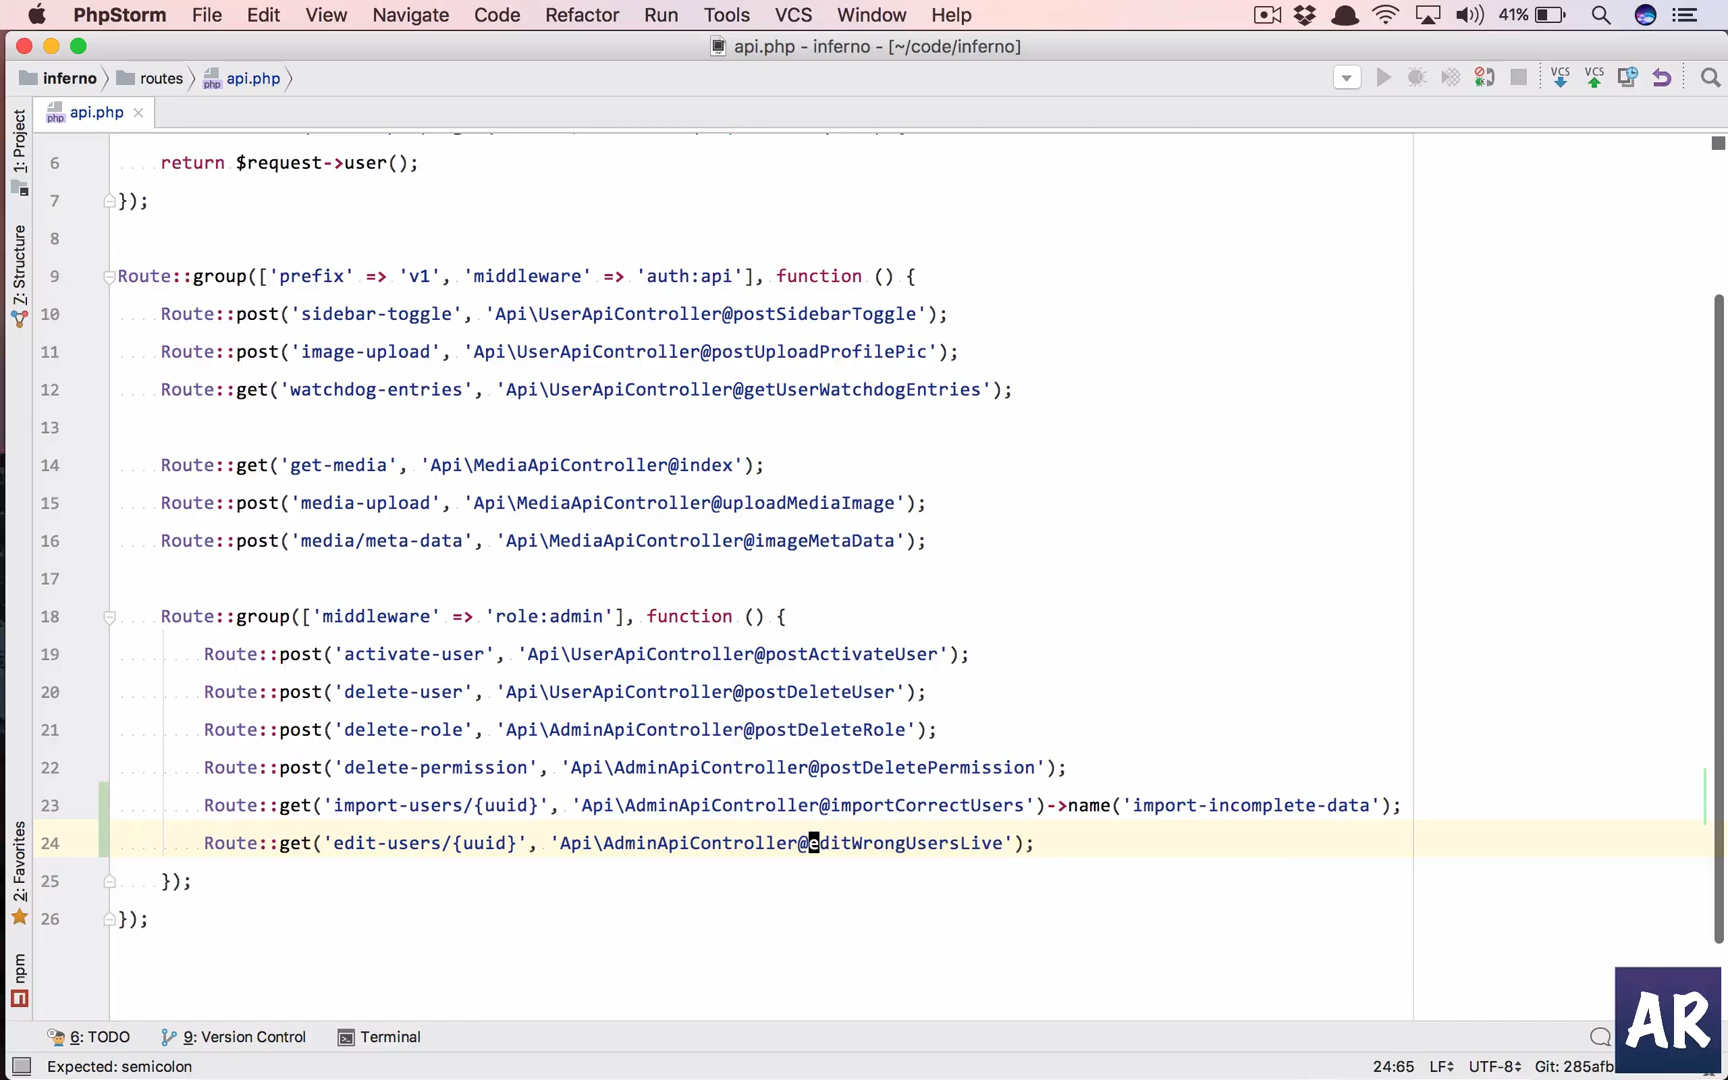 PhpStorm File Edit View Navigate Code Refactor Run Tools VCS Window Help 41%
api.php - inferno - [~/code/inferno]
inferno routes api.php VCS VCS
api.php
1: Project
7: Structure
2: Favorites
npm
6 return $request->user();
7 });
8
9 Route::group(['prefix' => 'v1', 'middleware' => 'auth:api'], function () {
10 Route::post('sidebar-toggle', 'Api\UserApiController@postSidebarToggle');
11 Route::post('image-upload', 'Api\UserApiController@postUploadProfilePic');
12 Route::get('watchdog-entries', 'Api\UserApiController@getUserWatchdogEntries');
13
14 Route::get('get-media', 'Api\MediaApiController@index');
15 Route::post('media-upload', 'Api\MediaApiController@uploadMediaImage');
16 Route::post('media/meta-data', 'Api\MediaApiController@imageMetaData');
17
18 Route::group(['middleware' => 'role:admin'], function () {
19 Route::post('activate-user', 'Api\UserApiController@postActivateUser');
20 Route::post('delete-user', 'Api\UserApiController@postDeleteUser');
21 Route::post('delete-role', 'Api\AdminApiController@postDeleteRole');
22 Route::post('delete-permission', 'Api\AdminApiController@postDeletePermission');
23 Route::get('import-users/{uuid}', 'Api\AdminApiController@importCorrectUsers')->name('import-incomplete-data');
24 Route::get('edit-users/{uuid}', 'Api\AdminApiController@editWrongUsersLive');
25 });
26 });
6: TODO 9: Version Control Terminal
Expected: semicolon 24:65 LF UTF-8 Git: 285afb
AR